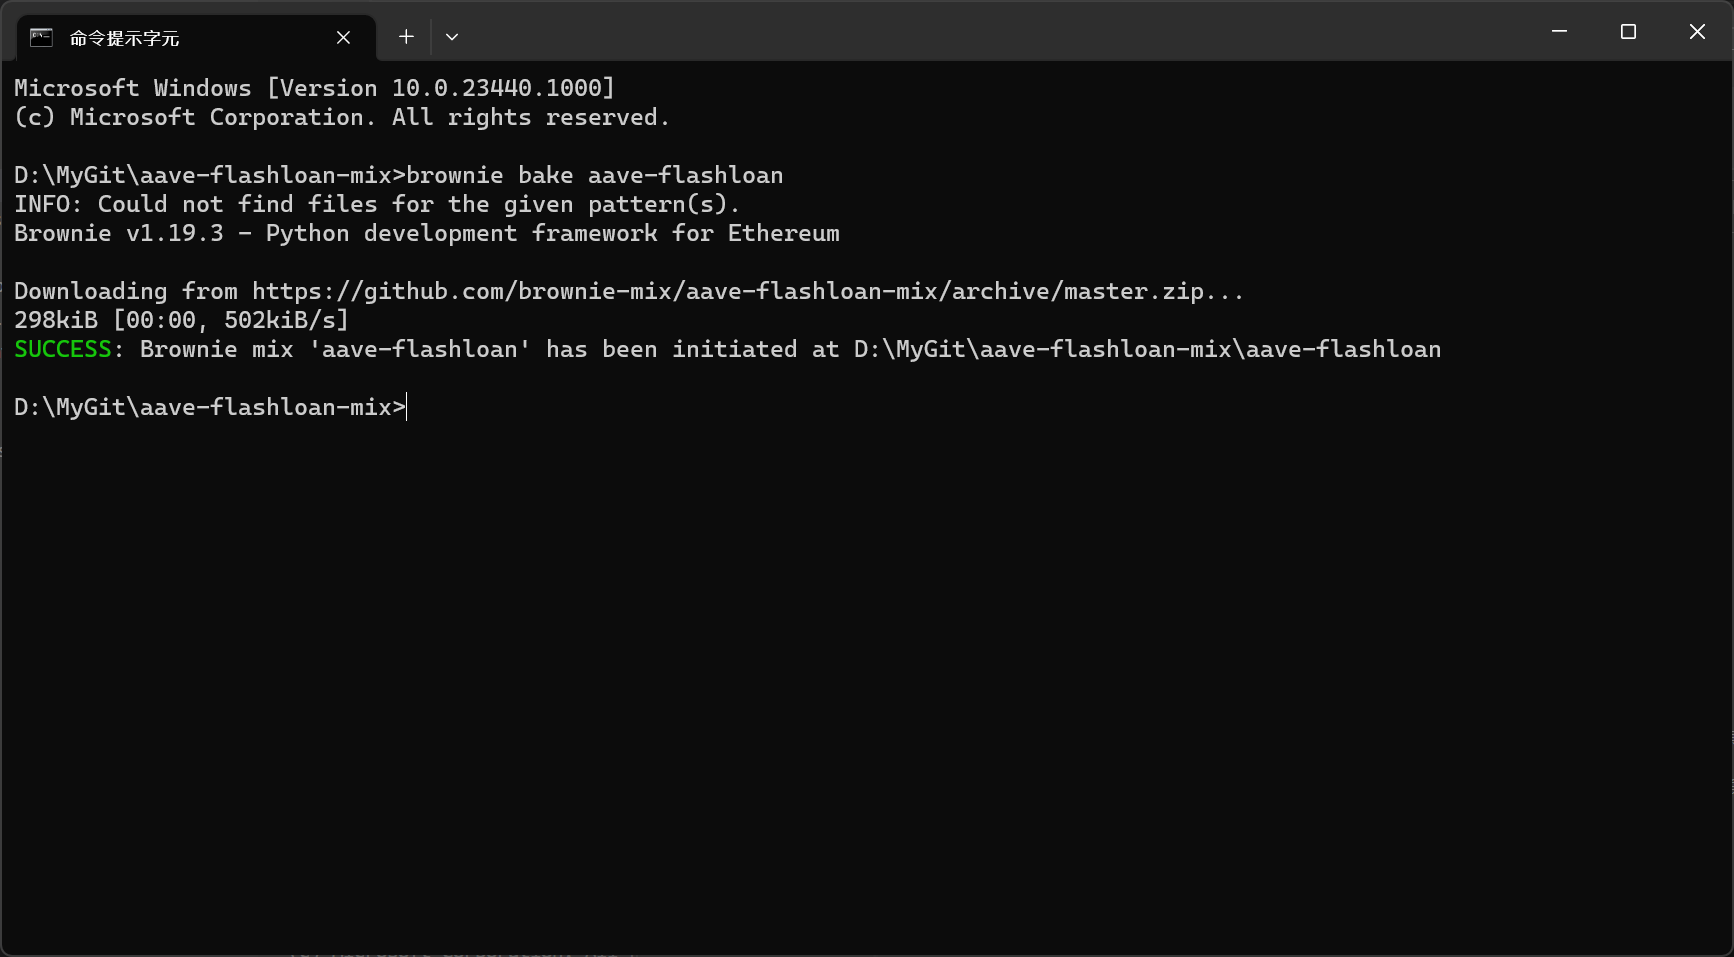 命令提示字元
Microsoft Windows [Version 10.0.23440.1000]
(c) Microsoft Corporation. All rights reserved.
D:\MyGit\aave-flashloan-mix>brownie bake aave-flashloan
INFO: Could not find files for the given pattern(s).
Brownie v1.19.3 - Python development framework for Ethereum
Downloading from https://github.com/brownie-mix/aave-flashloan-mix/archive/master.zip...
298kiB [00:00, 502kiB/s]
SUCCESS: Brownie mix 'aave-flashloan' has been initiated at D:\MyGit\aave-flashloan-mix\aave-flashloan
D:\MyGit\aave-flashloan-mix>